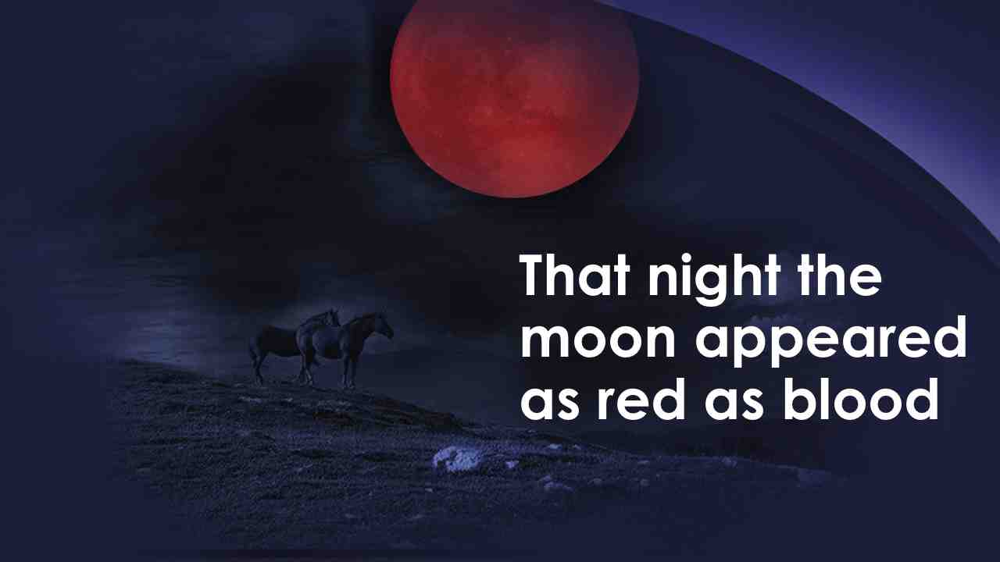 That night the
moon appeared
as red as blood